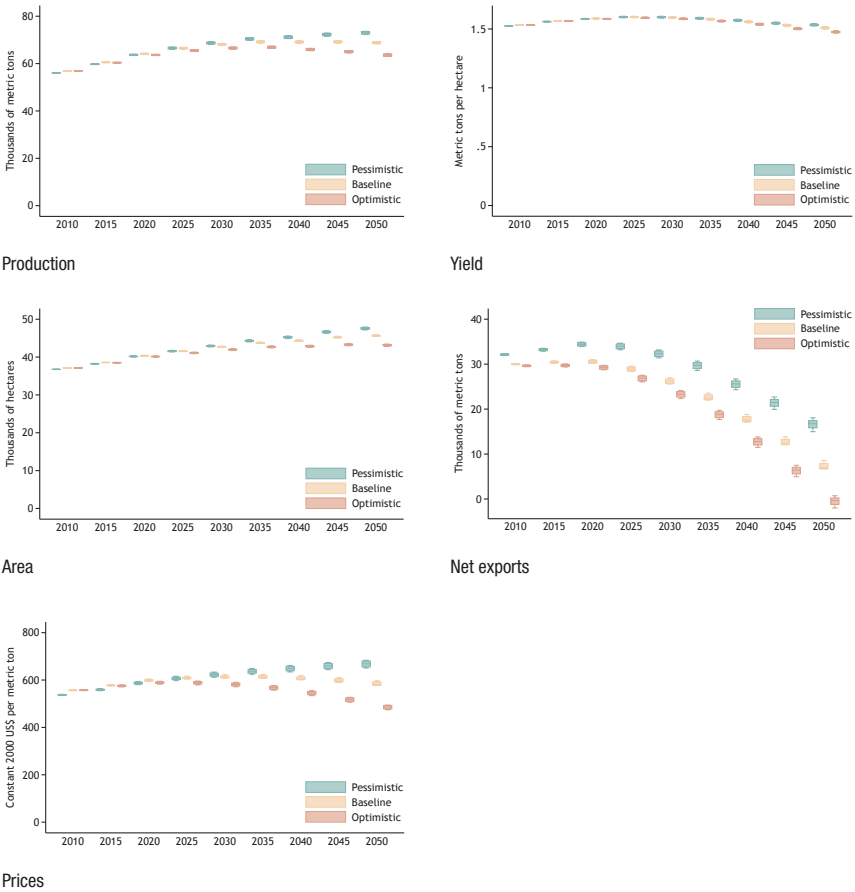 Thousands of metric tons
80
60
40
20
0
2010 2015 2020 2025 2030 2035 2040 2045 2050
Pessimistic
Baseline
Optimistic
Production
Metric tons per hectare
1.5
1
.5
0
2010 2015 2020 2025 2030 2035 2040 2045 2050
Pessimistic
Baseline
Optimistic
Yield
Thousands of hectares
50
40
30
20
10
0
2010 2015 2020 2025 2030 2035 2040 2045 2050
Pessimistic
Baseline
Optimistic
Area
Thousands of metric tons
40
30
20
10
0
2010 2015 2020 2025 2030 2035 2040 2045 2050
Pessimistic
Baseline
Optimistic
Net exports
Constant 2000 US$ per metric ton
800
600
400
200
0
2010 2015 2020 2025 2030 2035 2040 2045 2050
Pessimistic
Baseline
Optimistic
Prices